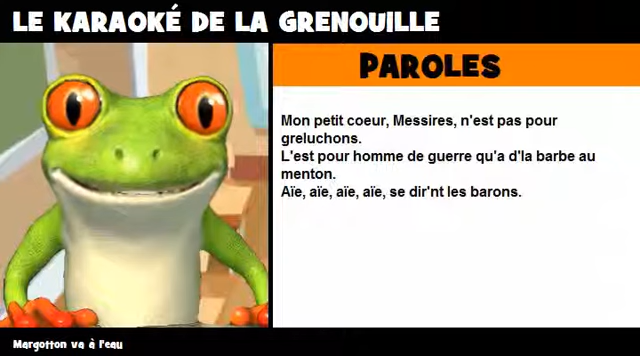 LE KARAOKÉ DE LA GRENOUILLE
PAROLES
Mon petit coeur, Messires, n'est pas pour
greluchons.
L'est pour homme de guerre qu'a d'la barbe au
menton.
Aïe, aïe, aïe, aïe, se dir'nt les barons.
Margotton va à l'eau